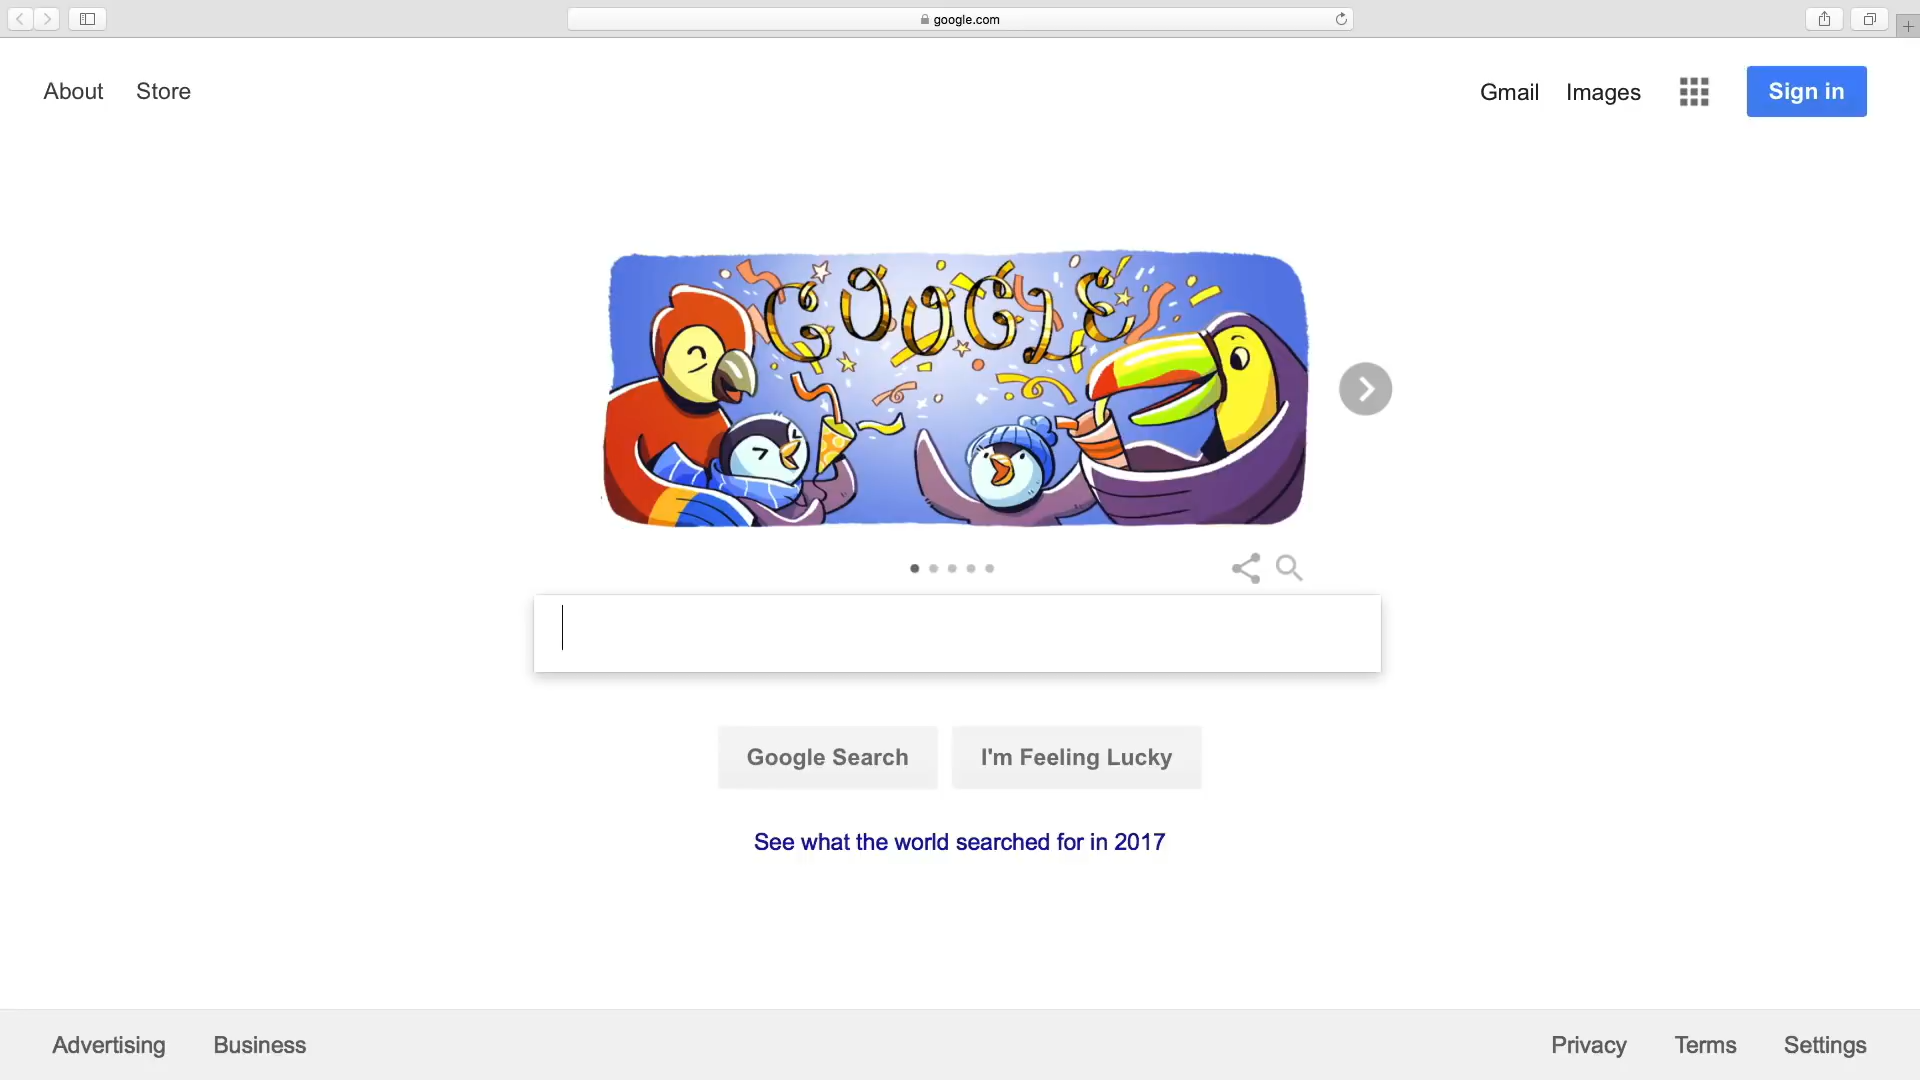 google.com
About Store
Gmail Images Sign in
GOOGLE
Google Search I'm Feeling Lucky
See what the world searched for in 2017
Advertising Business
Privacy Terms Settings